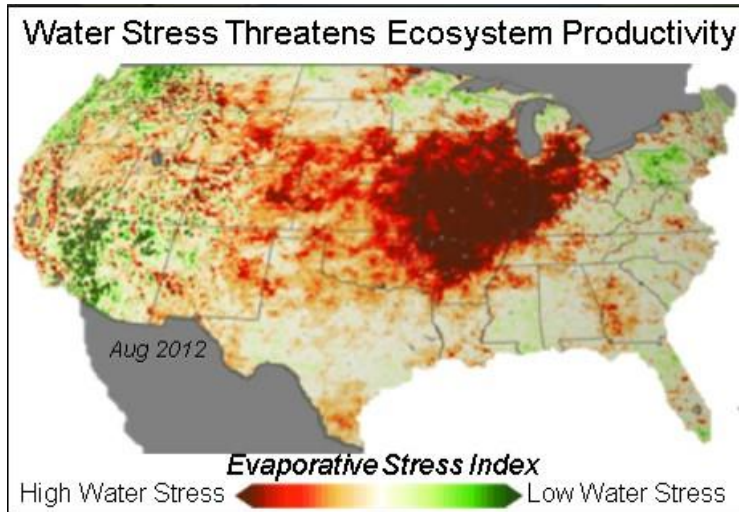 Water Stress Threatens Ecosystem Productivity
Aug 2012
Evaporative Stress Index
High Water Stress Low Water Stress